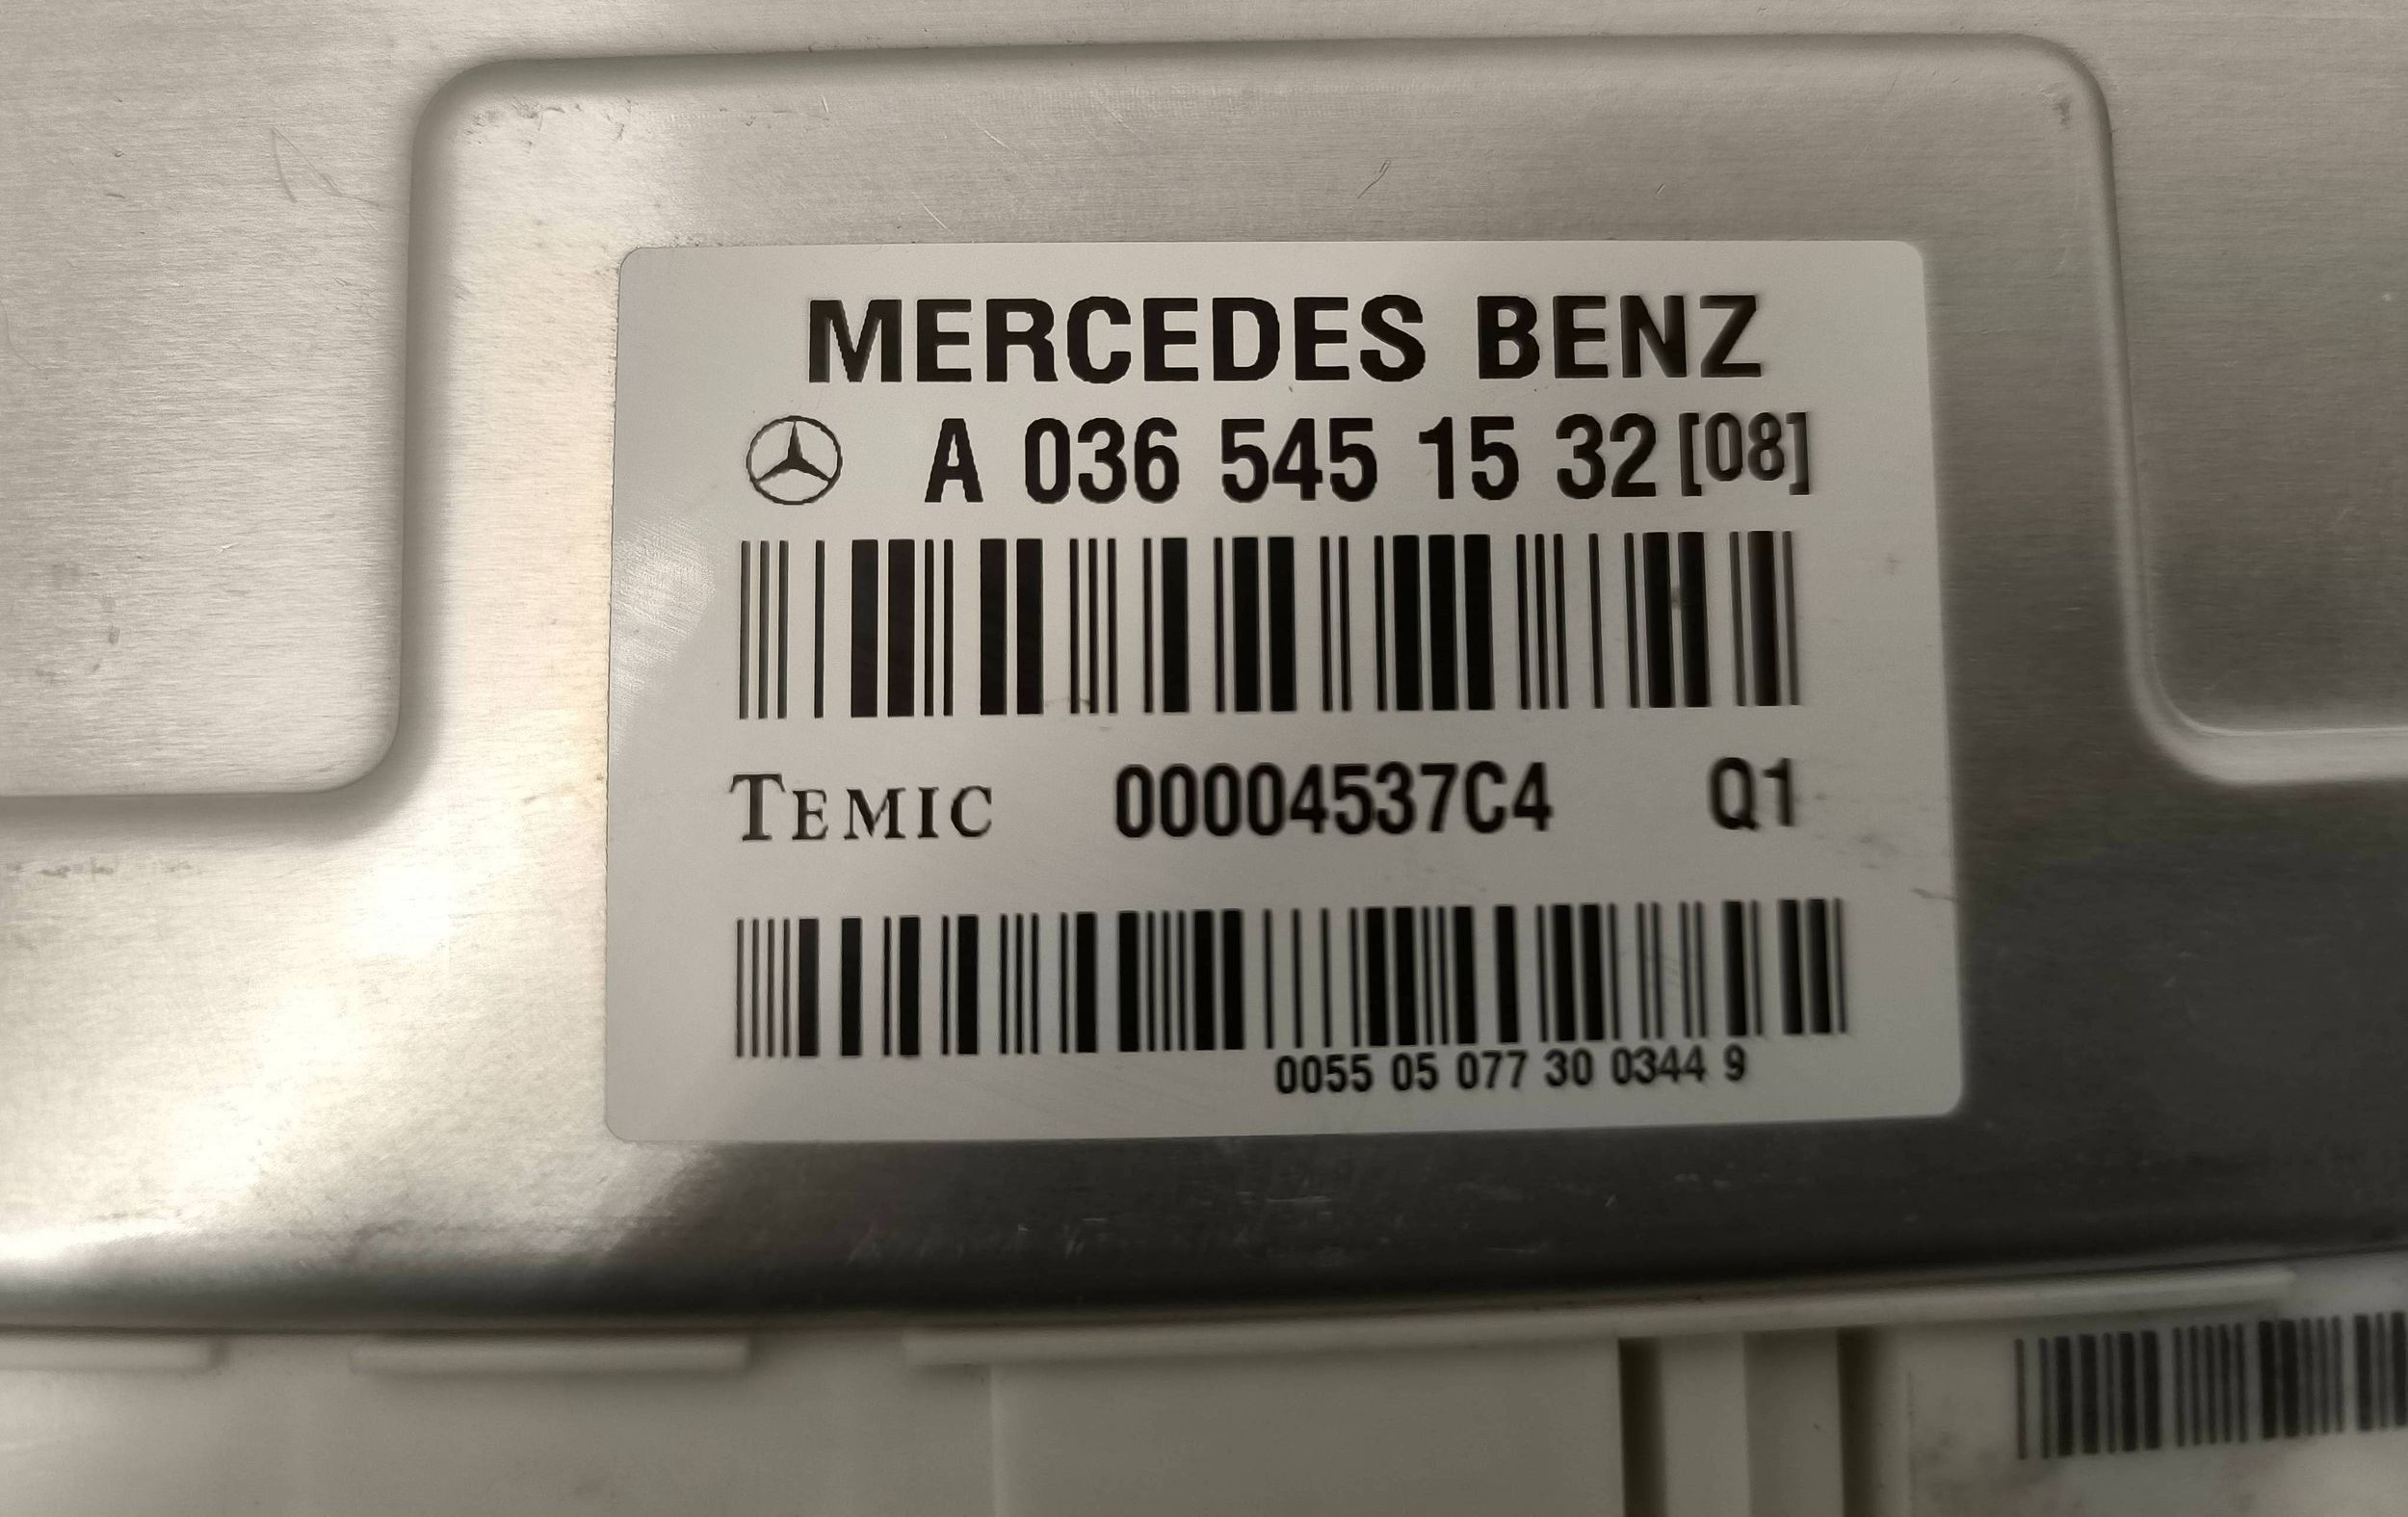 MERCEDES BENZ
A 036 545 15 32 [08]
TEMIC 00004537C4 Q1
0055 05 077 30 0344 9